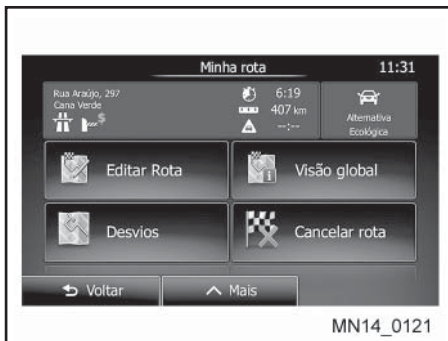 Minha rota 11:31
Rua Araújo, 297
Cana Verde
$
6:19
407 km
--:--
Alternativa
Ecológica
Editar Rota
Visão global
Desvios
Cancelar rota
Voltar
Mais
MN14_0121